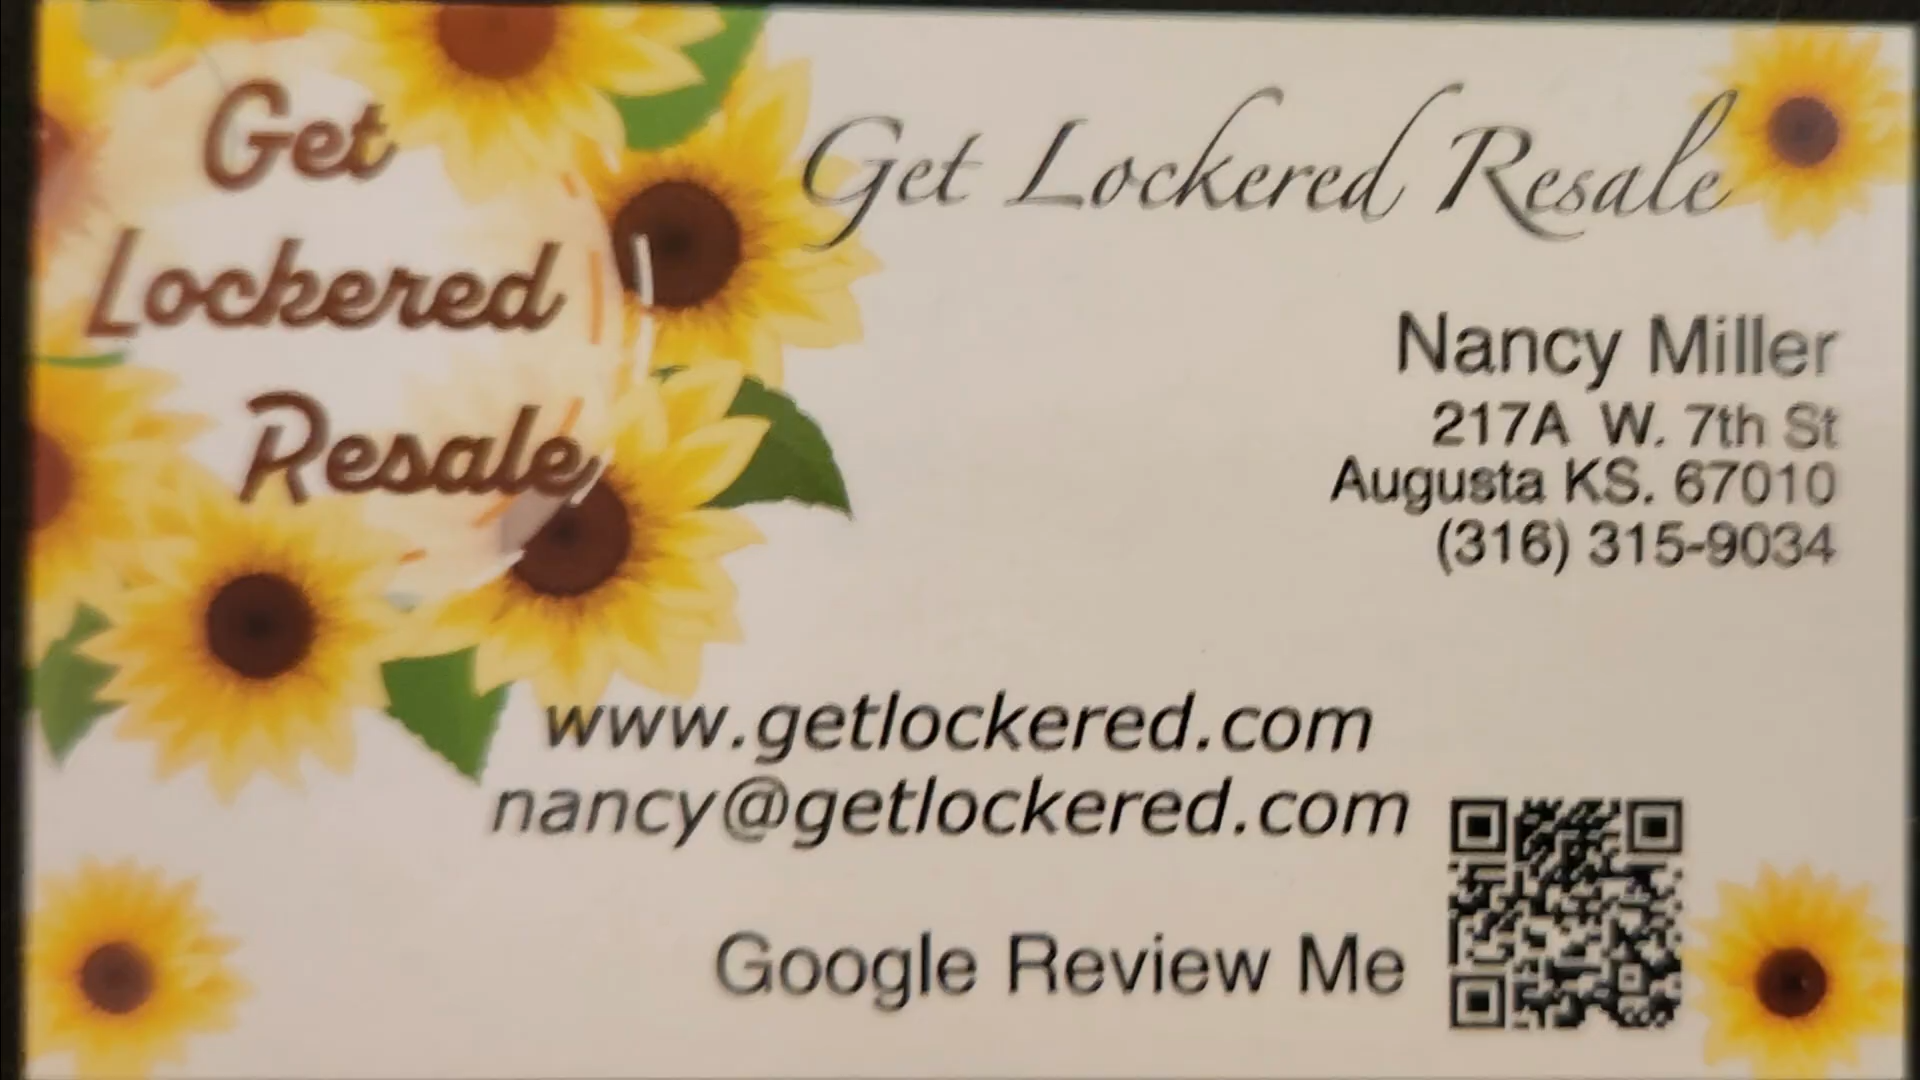 Get
Lockered
Resale
Get Lockered Resale
Nancy Miller
217A W. 7th St
Augusta KS. 67010
(316) 315-9034
www.getlockered.com
nancy@getlockered.com
Google Review Me